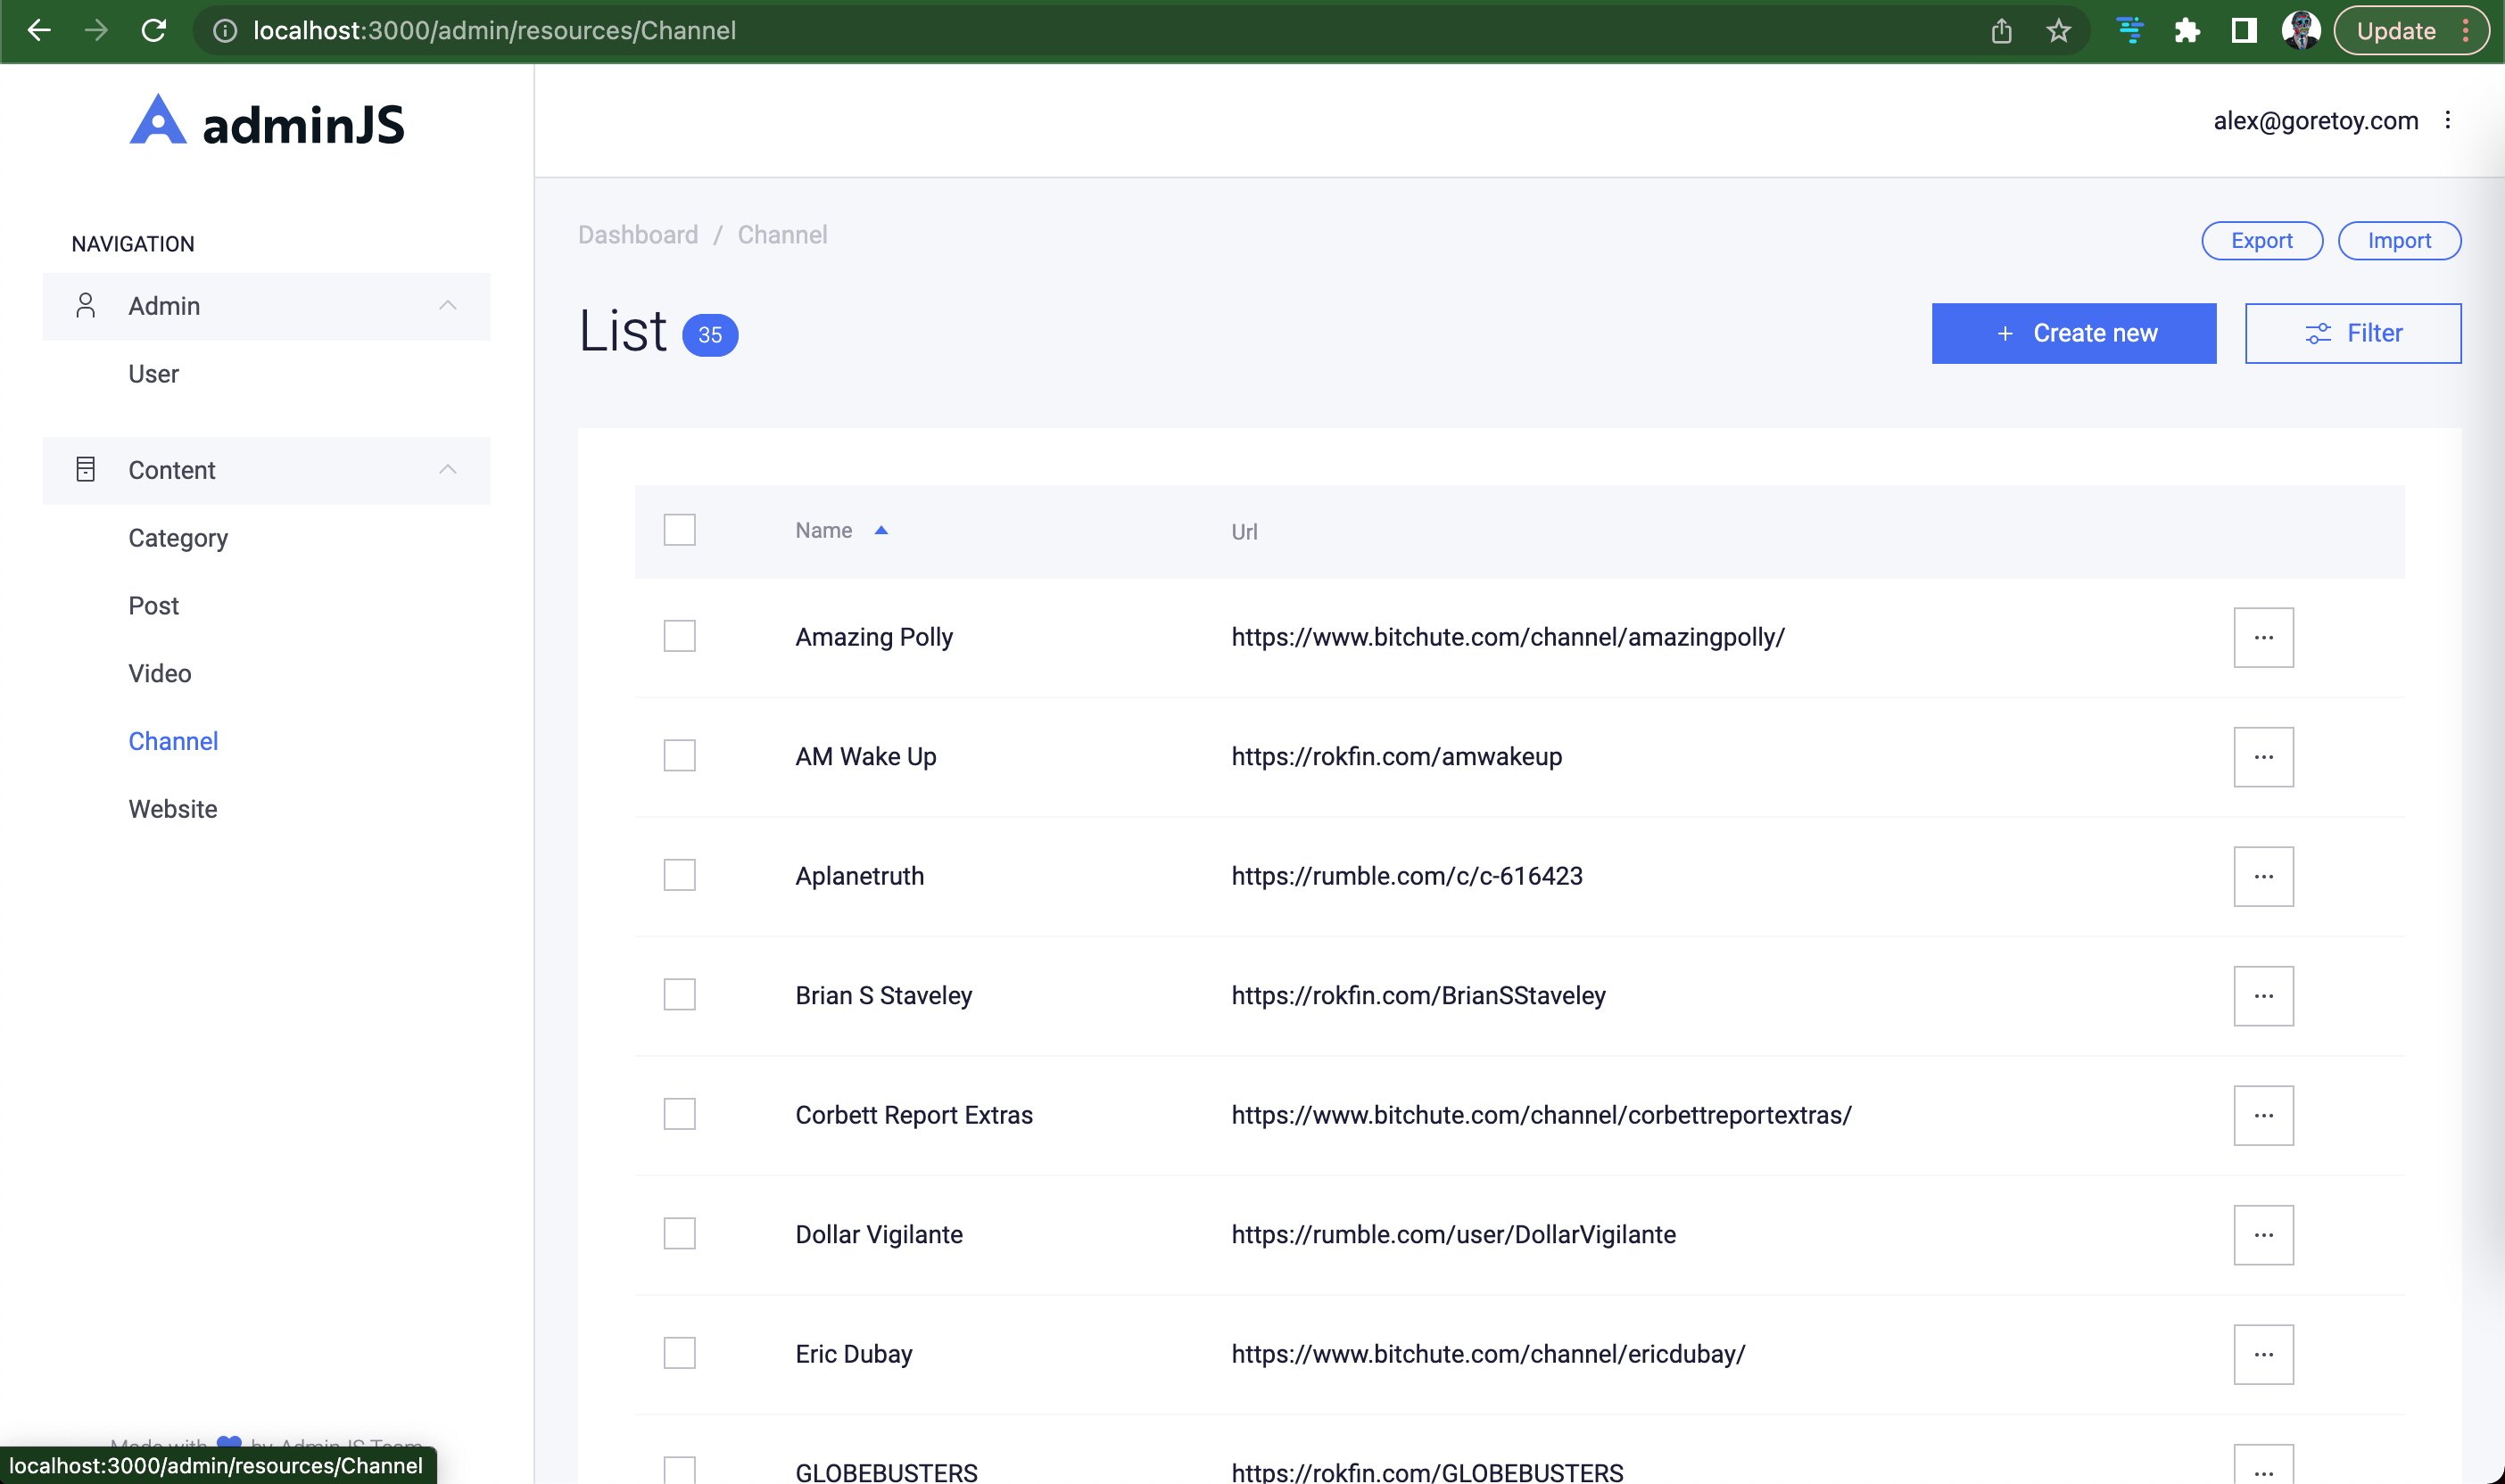 localhost:3000/admin/resources/Channel
Update
adminJS
alex@goretoy.com
NAVIGATION
Admin
User
Content
Category
Post
Video
Channel
Website
Dashboard / Channel
Export
Import
List 35
+ Create new
Filter
Name
Url
Amazing Polly https://www.bitchute.com/channel/amazingpolly/
AM Wake Up https://rokfin.com/amwakeup
Aplanetruth https://rumble.com/c/c-616423
Brian S Staveley https://rokfin.com/BrianSStaveley
Corbett Report Extras https://www.bitchute.com/channel/corbettreportextras/
Dollar Vigilante https://rumble.com/user/DollarVigilante
Eric Dubay https://www.bitchute.com/channel/ericdubay/
GLOBEBUSTERS https://rokfin.com/GLOBEBUSTERS
Made with by AdminJS Team
localhost:3000/admin/resources/Channel